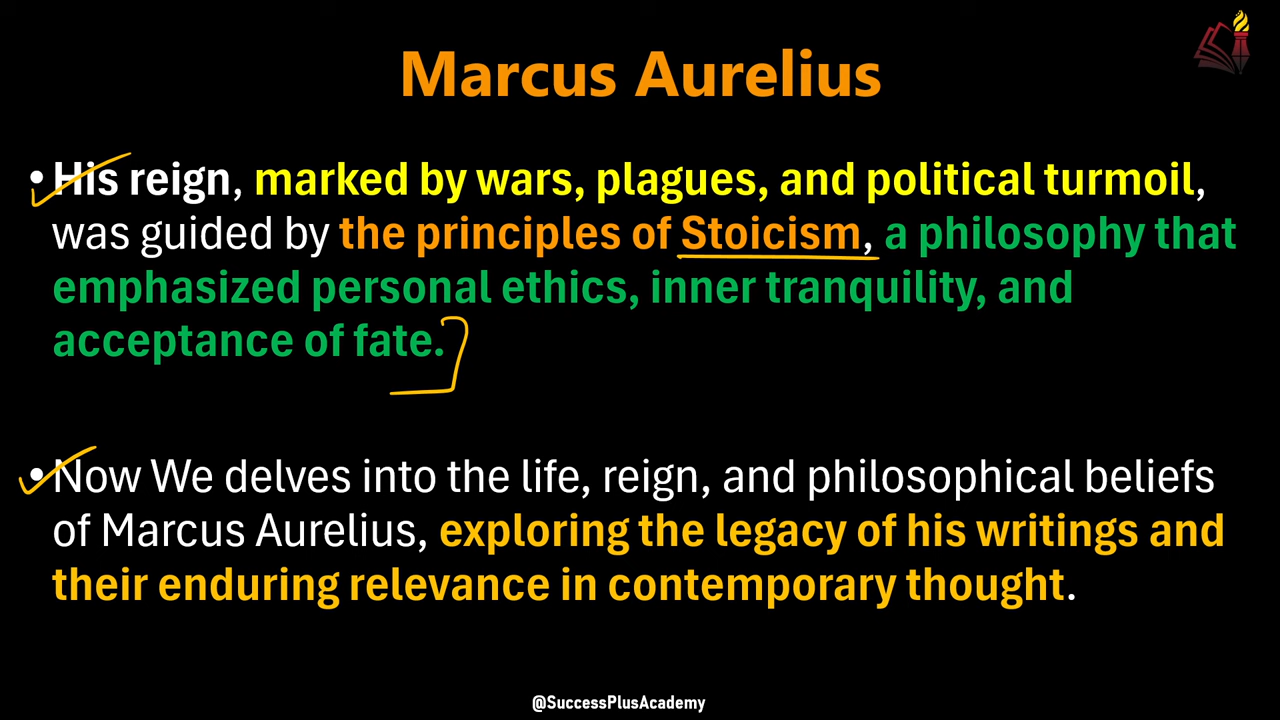 Marcus Aurelius
• His reign, marked by wars, plagues, and political turmoil,
was guided by the principles of Stoicism, a philosophy that
emphasized personal ethics, inner tranquility, and
acceptance of fate.
• Now We delves into the life, reign, and philosophical beliefs
of Marcus Aurelius, exploring the legacy of his writings and
their enduring relevance in contemporary thought.
@SuccessPlusAcademy